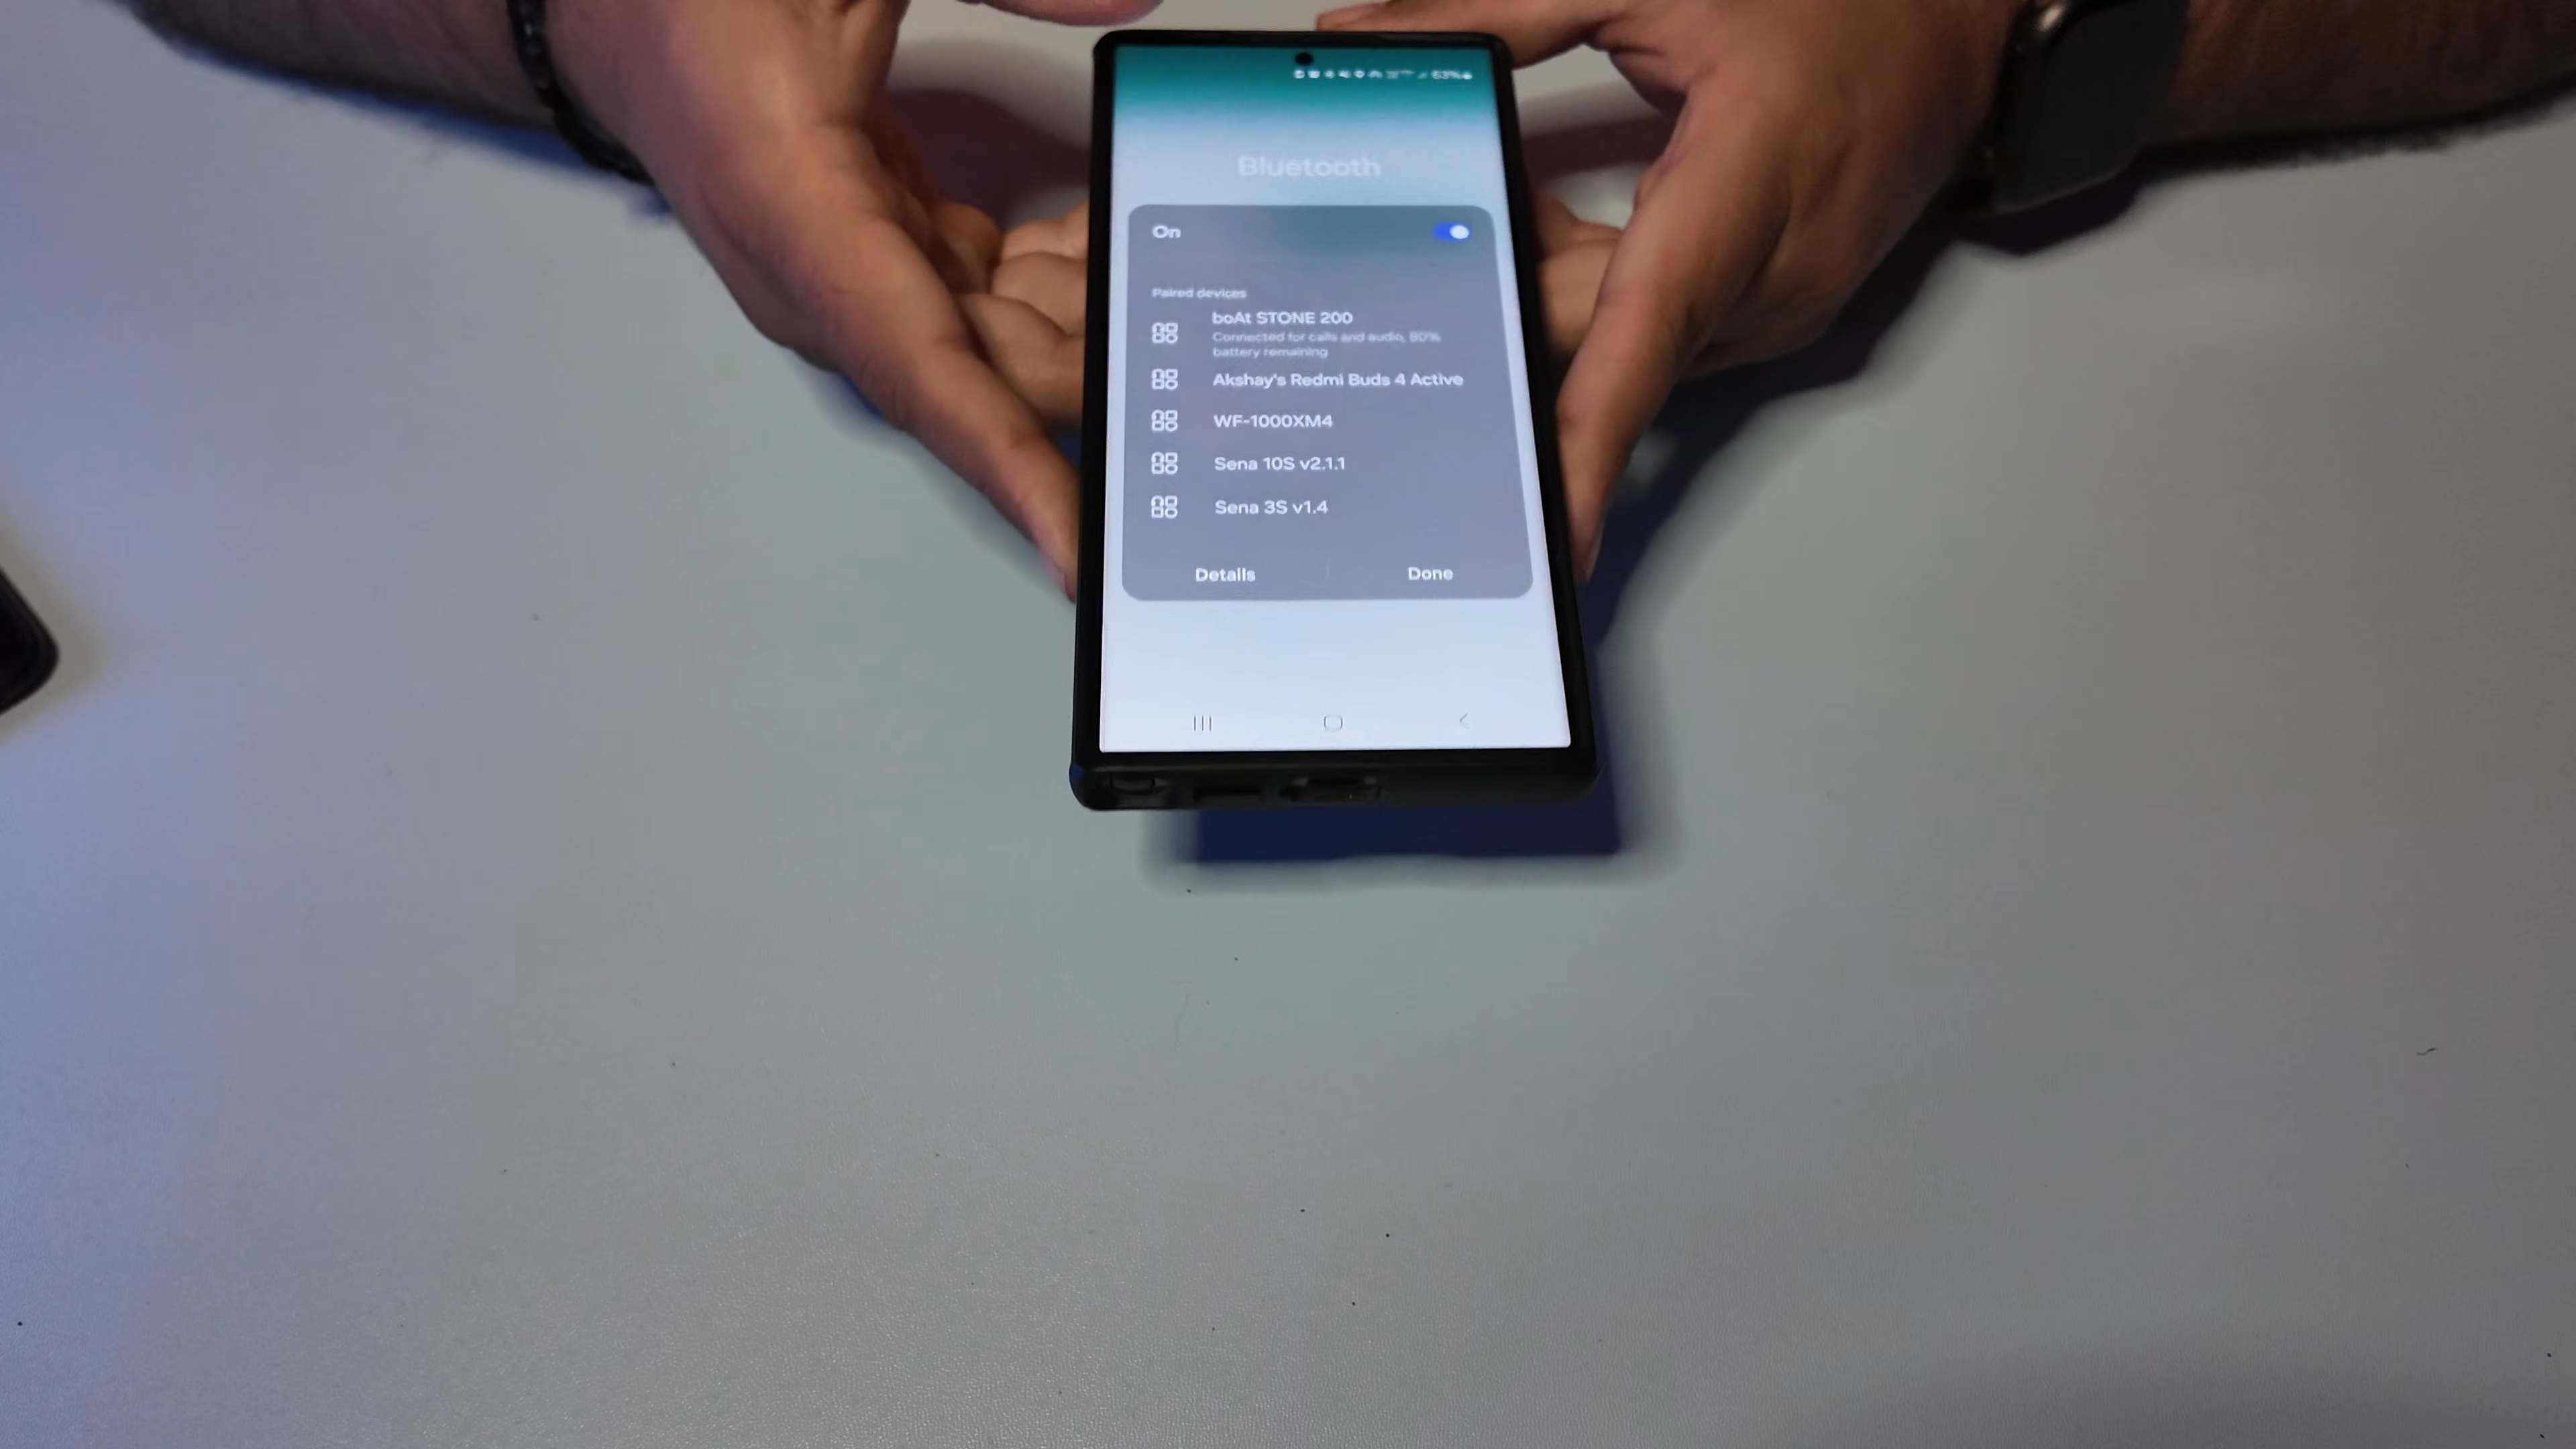 63%
Bluetooth
On
Paired devices
boAt STONE 200
Connected for calls and audio, 80%
battery remaining
Akshay's Redmi Buds 4 Active
WF-1000XM4
Sena 10S v2.1.1
Sena 3S v1.4
Details
Done